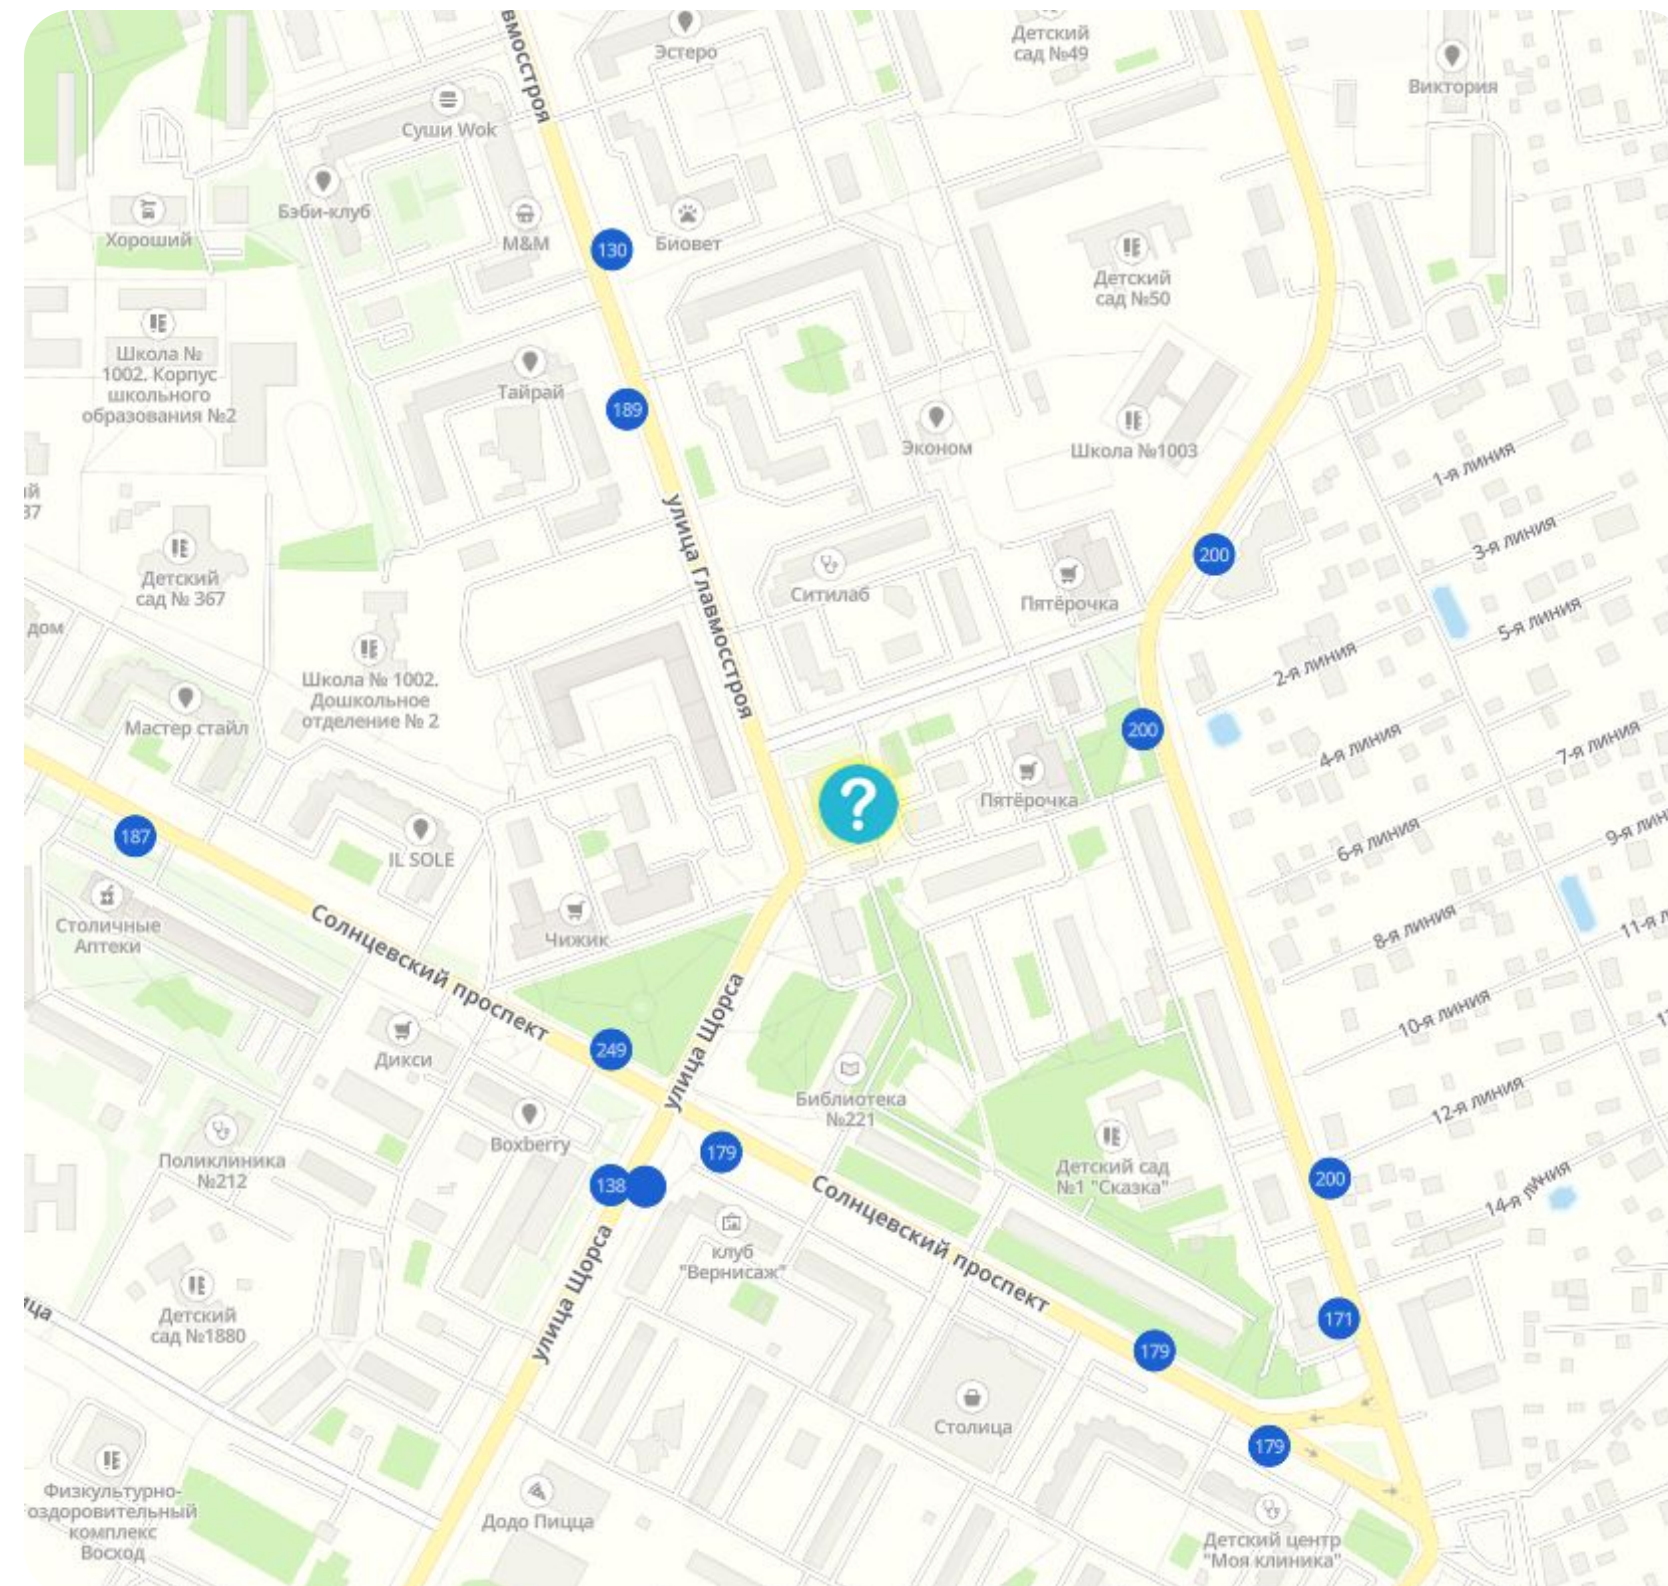 вмосстроя
Эстеро
Детский
сад №49
Виктория
Суши Wok
Бэби-клуб
Хороший
М&М
130
Биовет
Детский
сад №50
Школа №
1002. Корпус
школьного
образования №2
Тайрай
189
Эконом
Школа №1003
1-я линия
ай
37
улица Главмосстроя
200
3-я линия
Детский
сад № 367
Ситилаб
Пятёрочка
5-я линия
дом
Школа № 1002.
Дошкольное
отделение № 2
2-я линия
Мастер стайл
200
4-я линия
7-я линия
?
Пятёрочка
187
IL SOLE
6-я линия
9-я лин
Столичные
Аптеки
Солнцевский проспект
Чижик
8-я линия
11-я л
улица Щорса
10-я линия
249
Дикси
Библиотека
№221
12-я линия
Boxberry
Поликлиника
№212
179
138
Детский сад
№1 "Сказка"
200
14-я линия
Солнцевский проспект
клуб
"Вернисаж"
улица Щорса
ица
Детский
сад №1880
171
179
Столица
179
Физкультурно-
оздоровительный
комплекс
Восход
Додо Пицца
Детский центр
"Моя клиника"